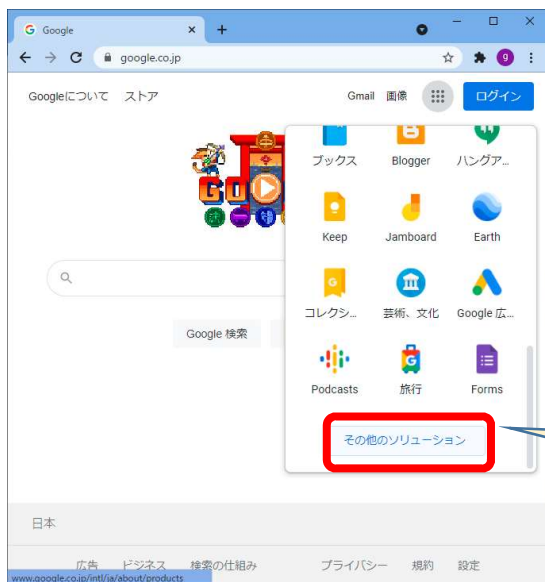 Google
google.co.jp
g
Googleについて ストア
Gmail 画像
ログイン
ブックス Blogger ハングア...
Keep Jamboard Earth
コレクシ... 芸術、文化 Google 広...
Podcasts 旅行 Forms
その他のソリューション
Google 検索
日本
広告 ビジネス 検索の仕組み プライバシー 規約 設定
www.google.co.jp/intl/ja/about/products